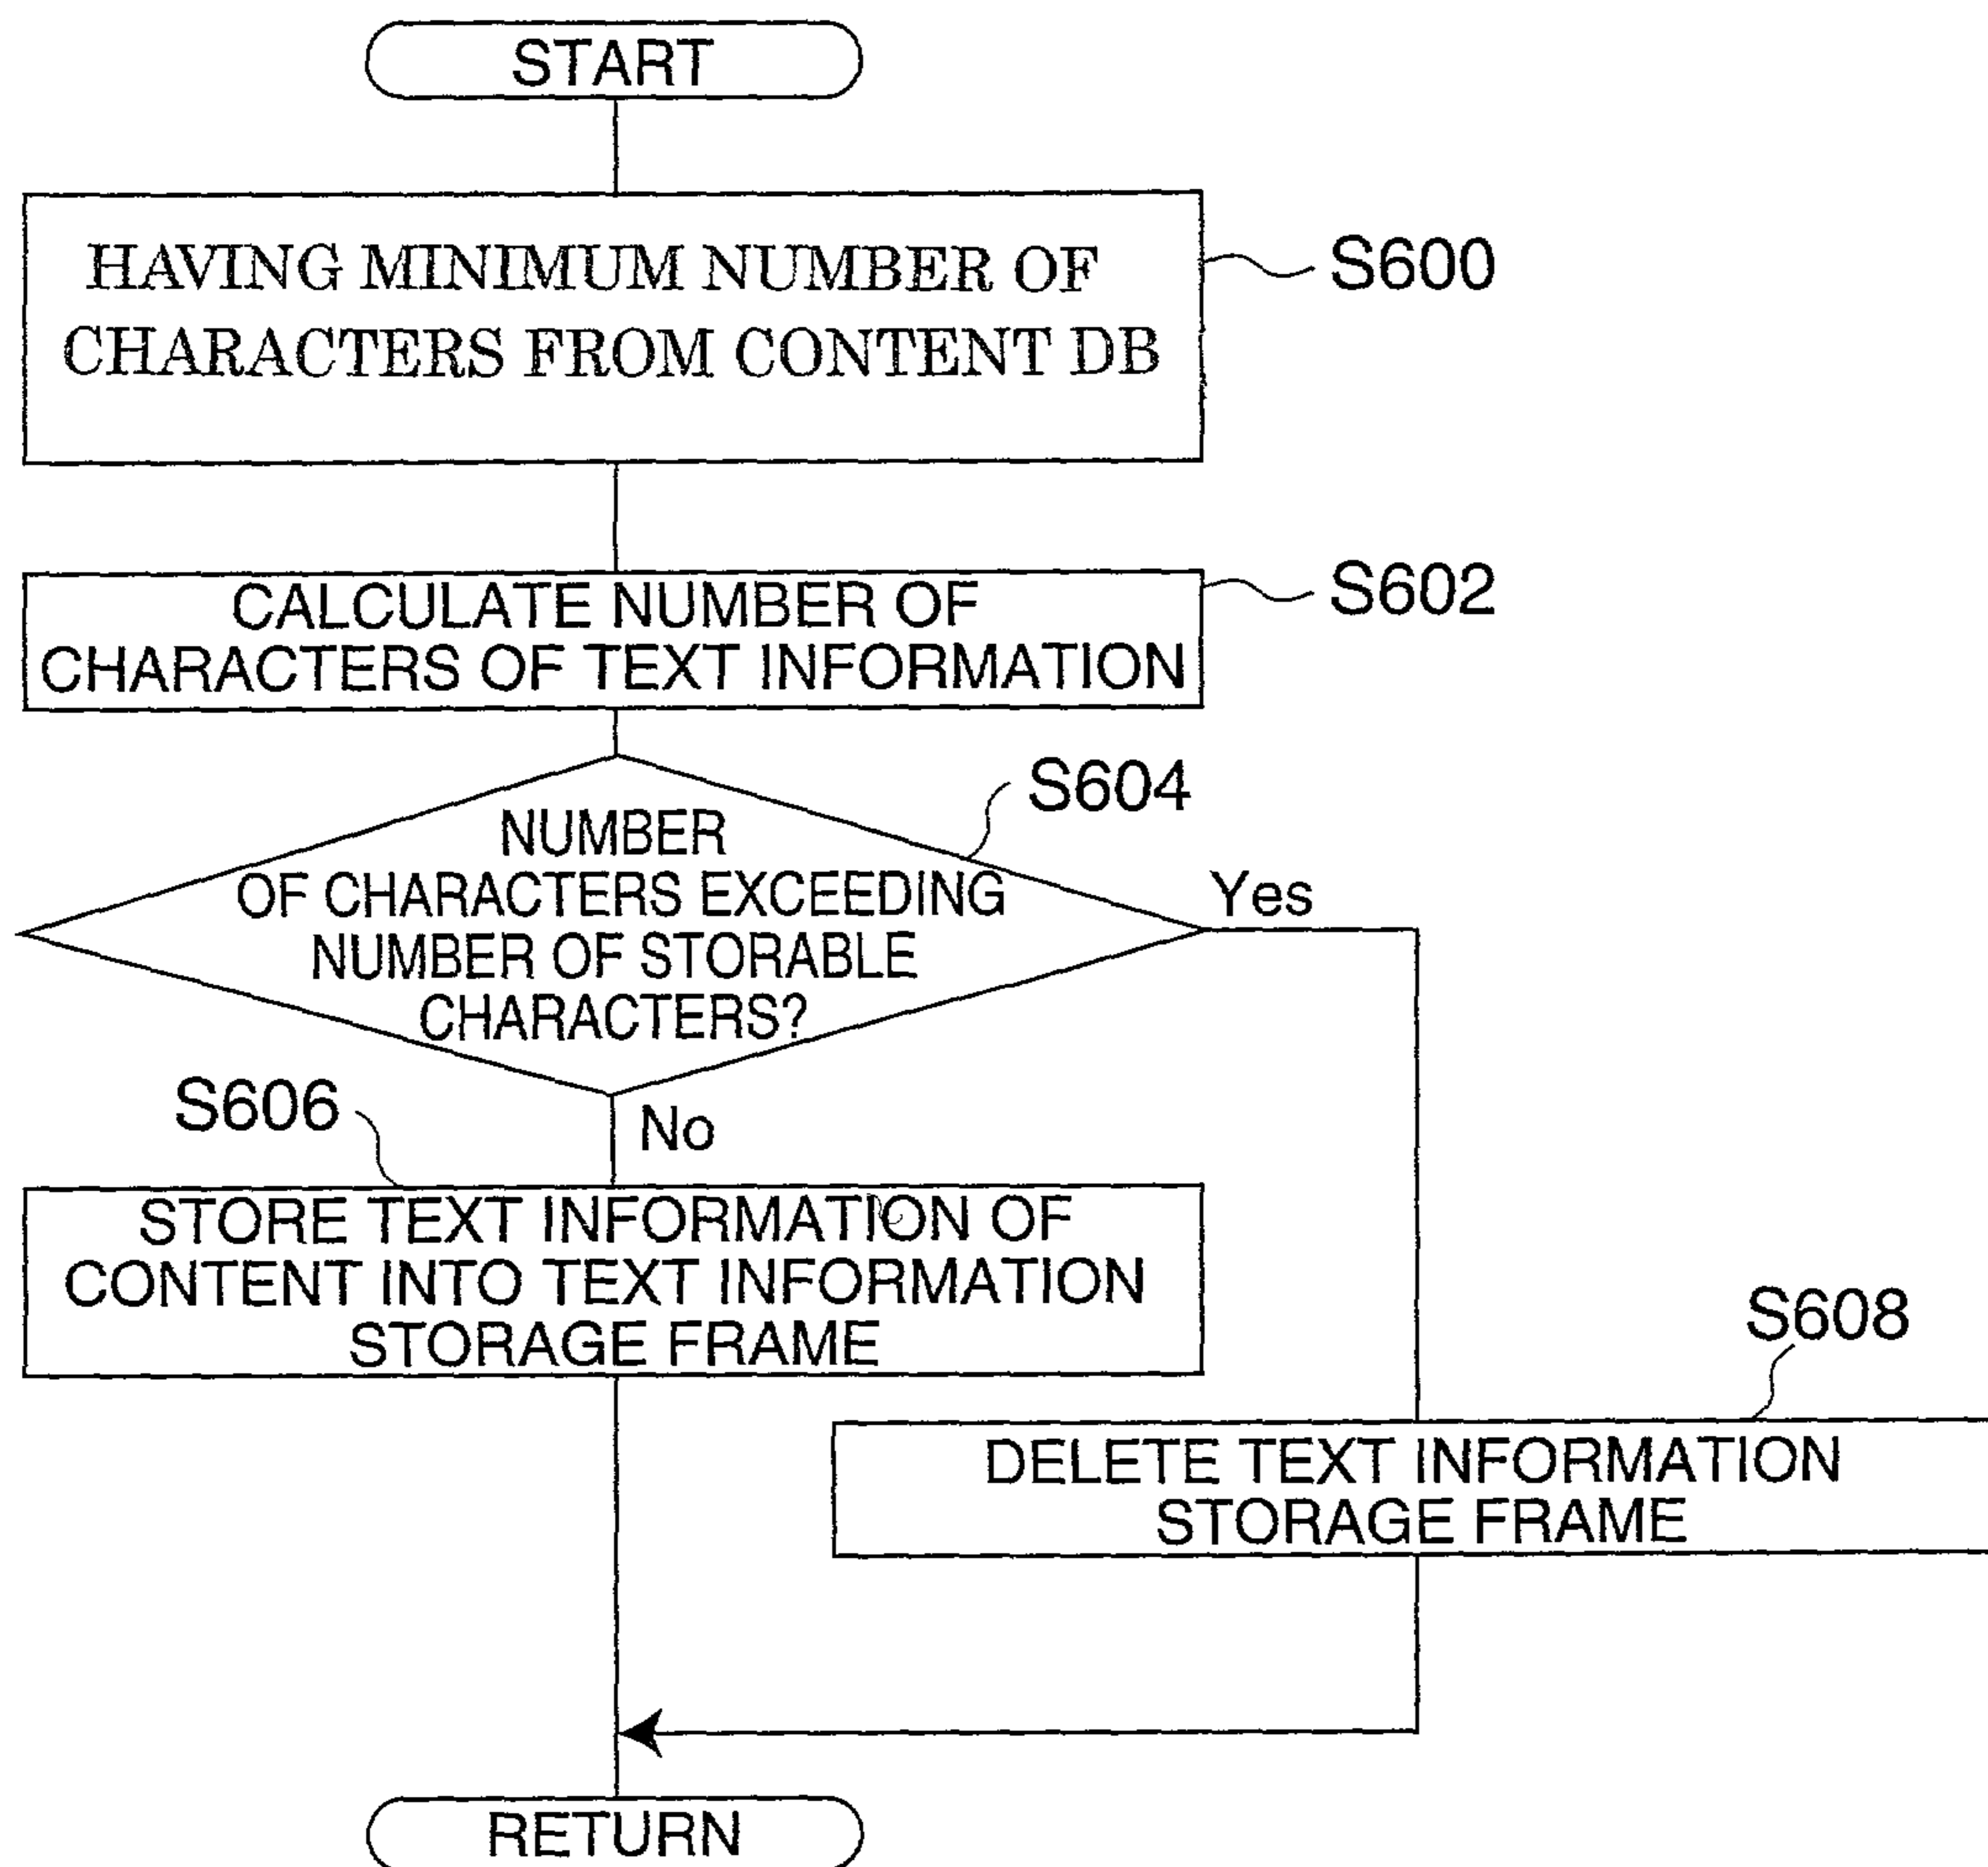 START
HAVING MINIMUM NUMBER OF
CHARACTERS FROM CONTENT DB
S600
CALCULATE NUMBER OF
CHARACTERS OF TEXT INFORMATION
S602
S604
NUMBER
OF CHARACTERS EXCEEDING
NUMBER OF STORABLE
CHARACTERS?
Yes
No
S606
STORE TEXT INFORMATION OF
CONTENT INTO TEXT INFORMATION
STORAGE FRAME
S608
DELETE TEXT INFORMATION
STORAGE FRAME
RETURN